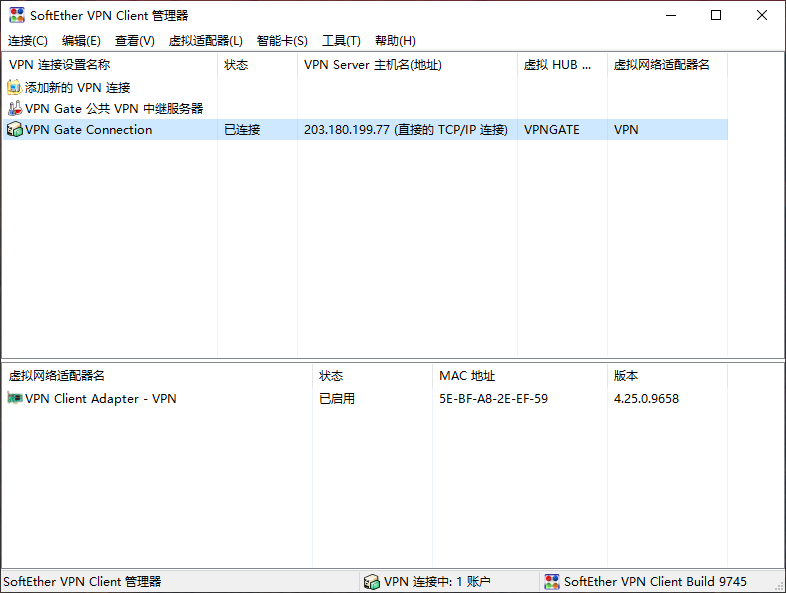 SoftEther VPN Client 管理器
连接(C) 编辑(E) 查看(V) 虚拟适配器(L) 智能卡(S) 工具(T) 帮助(H)
VPN 连接设置名称 状态 VPN Server 主机名(地址) 虚拟 HUB ... 虚拟网络适配器名
添加新的 VPN 连接
VPN Gate 公共 VPN 中继服务器
VPN Gate Connection 已连接 203.180.199.77 (直接的 TCP/IP 连接) VPNGATE VPN
虚拟网络适配器名 状态 MAC 地址 版本
VPN Client Adapter - VPN 已启用 5E-BF-A8-2E-EF-59 4.25.0.9658
SoftEther VPN Client 管理器 VPN 连接中: 1 账户 SoftEther VPN Client Build 9745